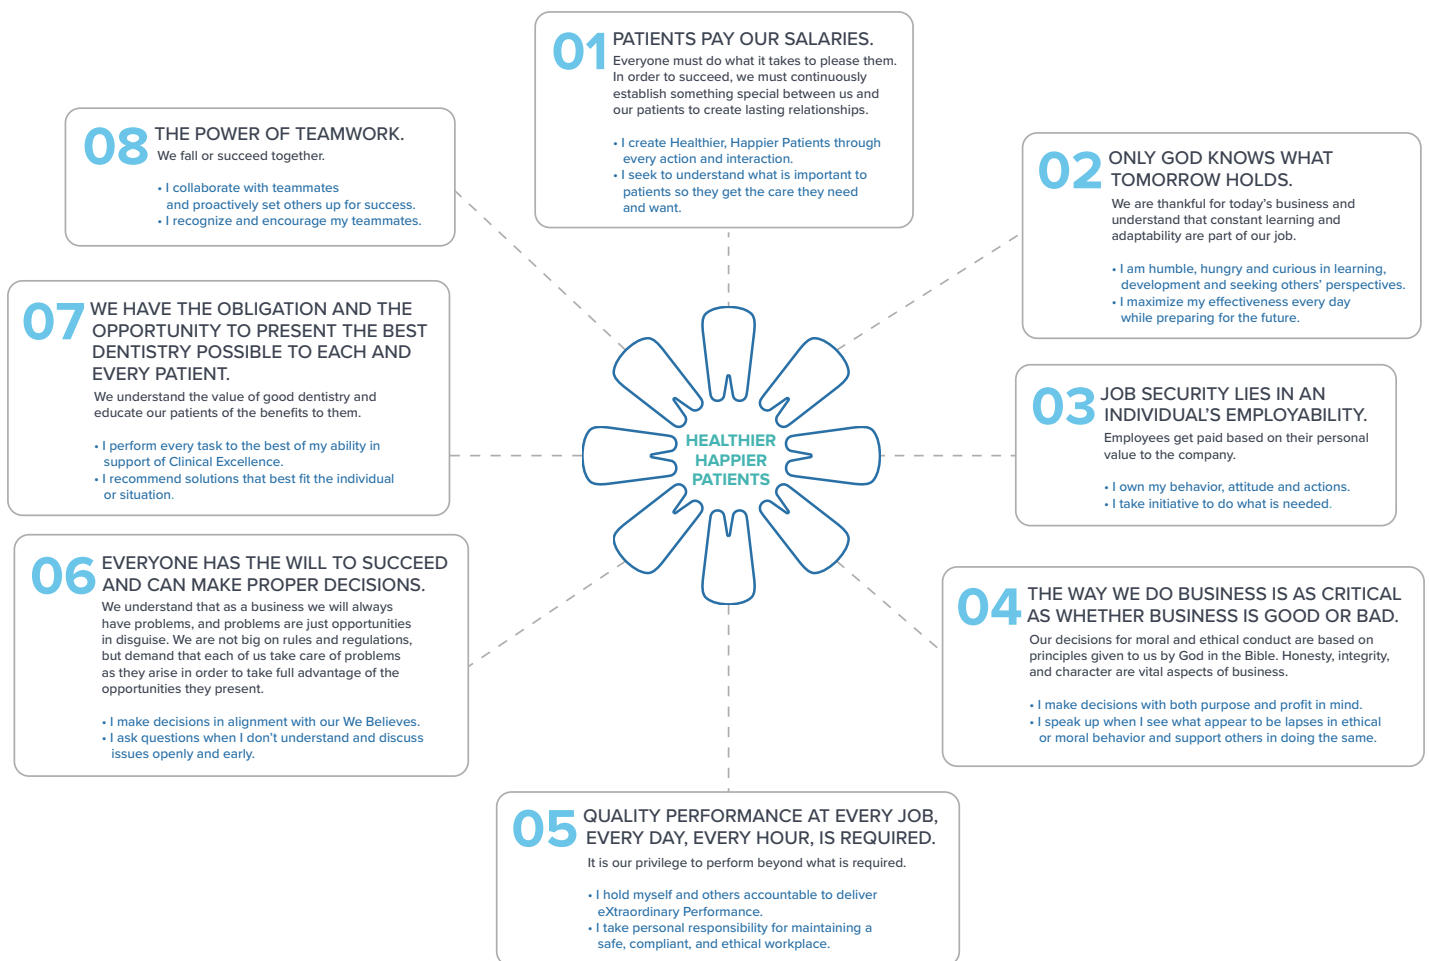 01
PATIENTS PAY OUR SALARIES.
Everyone must do what it takes to please them.
In order to succeed, we must continuously
establish something special between us and
our patients to create lasting relationships.
• I create Healthier, Happier Patients through
every action and interaction.
• I seek to understand what is important to
patients so they get the care they need
and want.
02
ONLY GOD KNOWS WHAT
TOMORROW HOLDS.
We are thankful for today's business and
understand that constant learning and
adaptability are part of our job.
• I am humble, hungry and curious in learning,
development and seeking others' perspectives.
• I maximize my effectiveness every day
while preparing for the future.
03
JOB SECURITY LIES IN AN
INDIVIDUAL'S EMPLOYABILITY.
Employees get paid based on their personal
value to the company.
• I own my behavior, attitude and actions.
• I take initiative to do what is needed.
04
THE WAY WE DO BUSINESS IS AS CRITICAL
AS WHETHER BUSINESS IS GOOD OR BAD.
Our decisions for moral and ethical conduct are based on
principles given to us by God in the Bible. Honesty, integrity,
and character are vital aspects of business.
• I make decisions with both purpose and profit in mind.
• I speak up when I see what appear to be lapses in ethical
or moral behavior and support others in doing the same.
05
QUALITY PERFORMANCE AT EVERY JOB,
EVERY DAY, EVERY HOUR, IS REQUIRED.
It is our privilege to perform beyond what is required.
• I hold myself and others accountable to deliver
eXtraordinary Performance.
• I take personal responsibility for maintaining a
safe, compliant, and ethical workplace.
06
EVERYONE HAS THE WILL TO SUCCEED
AND CAN MAKE PROPER DECISIONS.
We understand that as a business we will always
have problems, and problems are just opportunities
in disguise. We are not big on rules and regulations,
but demand that each of us take care of problems
as they arise in order to take full advantage of the
opportunities they present.
• I make decisions in alignment with our We Believes.
• I ask questions when I don't understand and discuss
issues openly and early.
07
WE HAVE THE OBLIGATION AND THE
OPPORTUNITY TO PRESENT THE BEST
DENTISTRY POSSIBLE TO EACH AND
EVERY PATIENT.
We understand the value of good dentistry and
educate our patients of the benefits to them.
• I perform every task to the best of my ability in
support of Clinical Excellence.
• I recommend solutions that best fit the individual
or situation.
08
THE POWER OF TEAMWORK.
We fall or succeed together.
• I collaborate with teammates
and proactively set others up for success.
• I recognize and encourage my teammates.
HEALTHIER
HAPPIER
PATIENTS